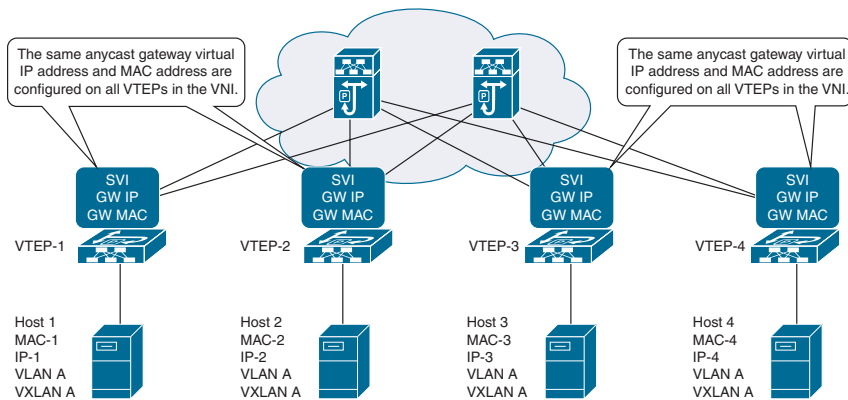 The same anycast gateway virtual
IP address and MAC address are
configured on all VTEPs in the VNI.
The same anycast gateway virtual
IP address and MAC address are
configured on all VTEPs in the VNI.
P
P
SVI
GW IP
GW MAC
SVI
GW IP
GW MAC
SVI
GW IP
GW MAC
SVI
GW IP
GW MAC
VTEP-1
VTEP-2
VTEP-3
VTEP-4
Host 1
MAC-1
IP-1
VLAN A
VXLAN A
Host 2
MAC-2
IP-2
VLAN A
VXLAN A
Host 3
MAC-3
IP-3
VLAN A
VXLAN A
Host 4
MAC-4
IP-4
VLAN A
VXLAN A